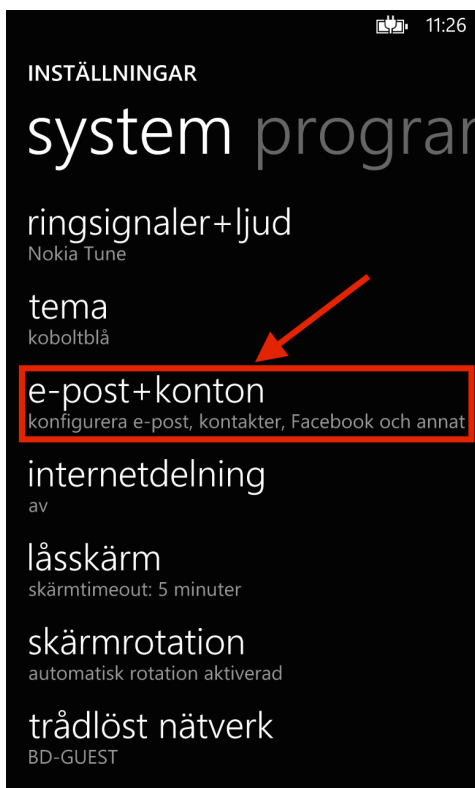 11:26
INSTÄLLNINGAR
system program
ringsignaler+ljud
Nokia Tune
tema
koboltblå
e-post+konton
konfigurera e-post, kontakter, Facebook och annat
internetdelning
av
låsskärm
skärmtimeout: 5 minuter
skärmrotation
automatisk rotation aktiverad
trådlöst nätverk
BD-GUEST